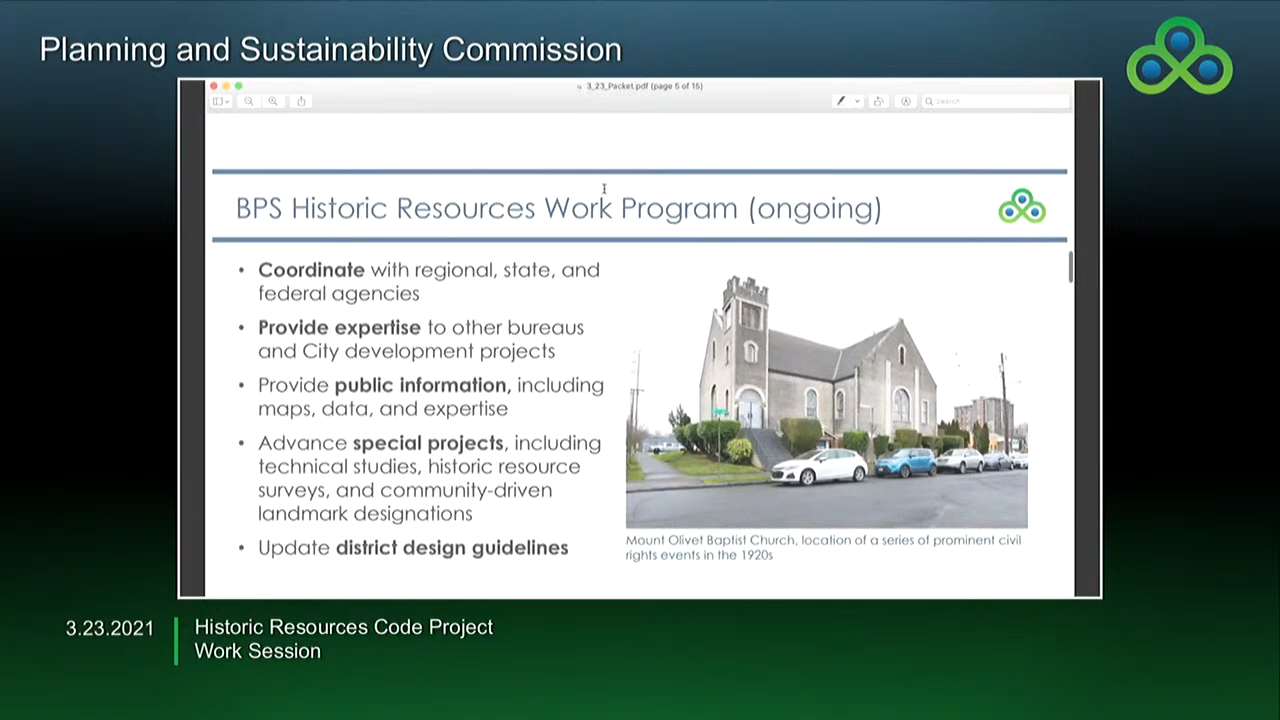 Planning and Sustainability Commission
3_23_Packet.pdf (page 5 of 15)
Search
BPS Historic Resources Work Program (ongoing)
• Coordinate with regional, state, and
federal agencies
• Provide expertise to other bureaus
and City development projects
• Provide public information, including
maps, data, and expertise
• Advance special projects, including
technical studies, historic resource
surveys, and community-driven
landmark designations
• Update district design guidelines
Mount Olivet Baptist Church, location of a series of prominent civil
rights events in the 1920s
3.23.2021
Historic Resources Code Project
Work Session